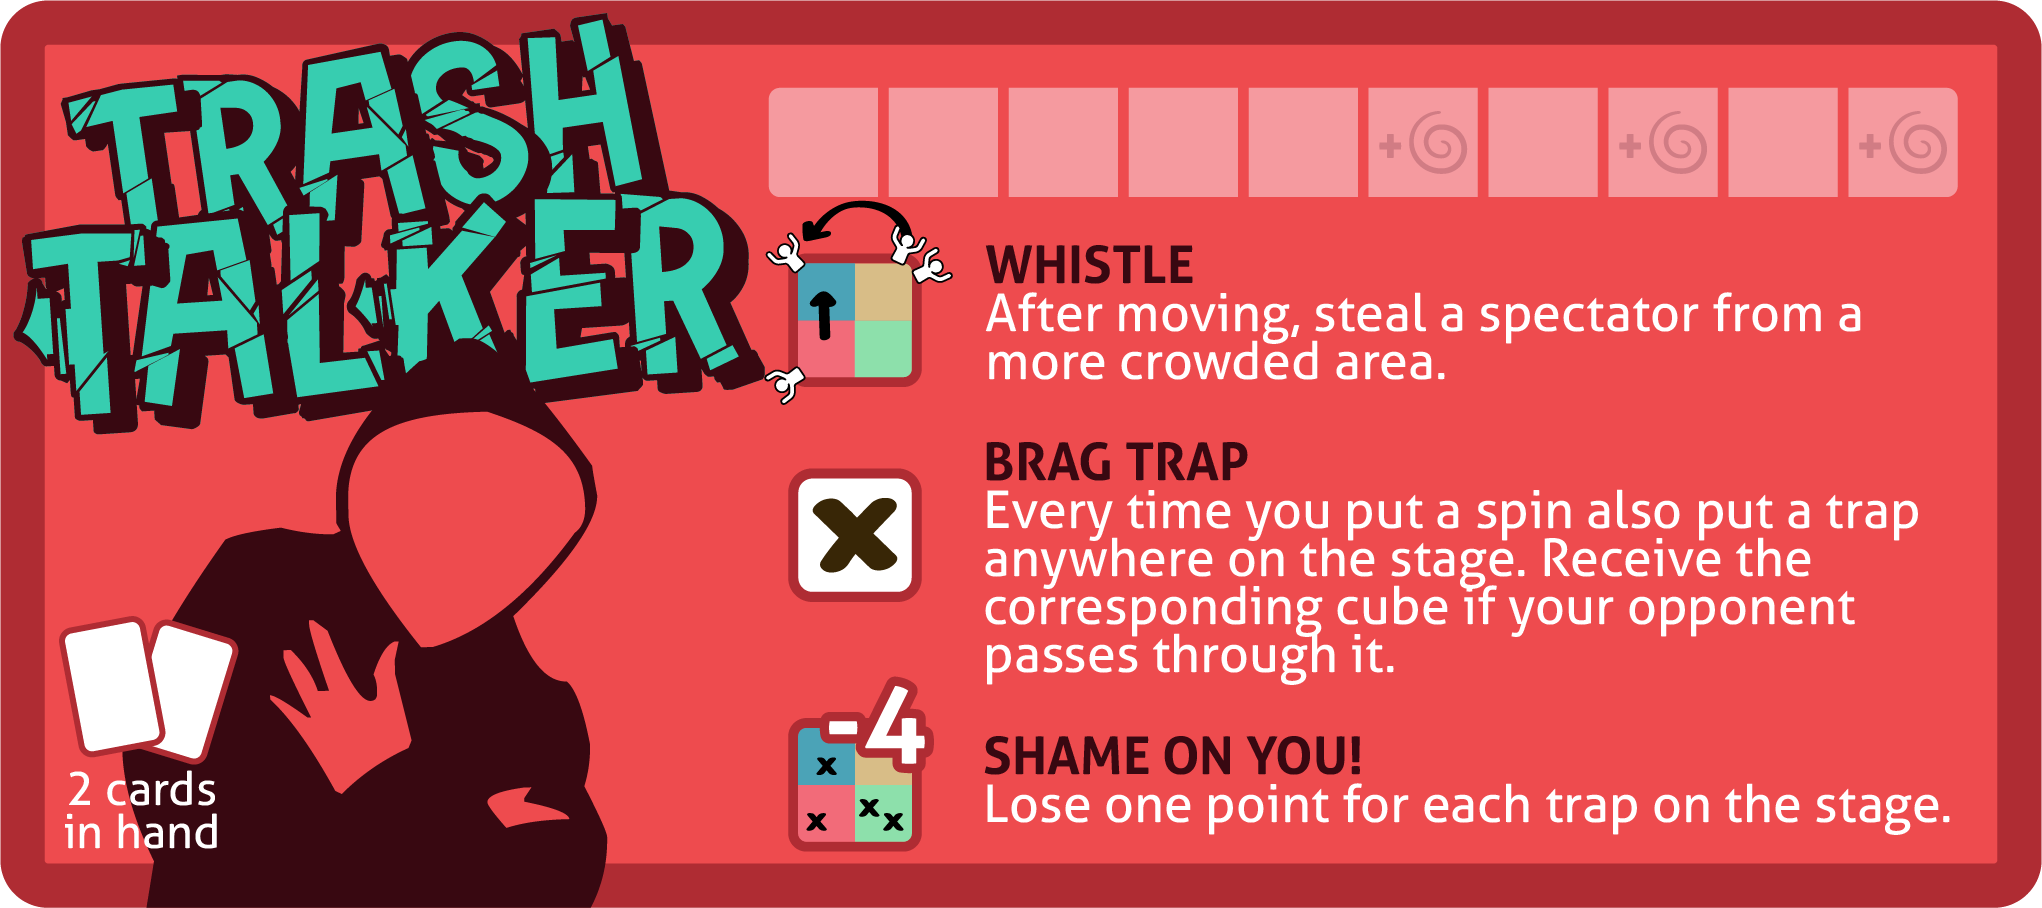 TRASH
TALKER
+
+
+
WHISTLE
After moving, steal a spectator from a
more crowded area.
BRAG TRAP
Every time you put a spin also put a trap
anywhere on the stage. Receive the
corresponding cube if your opponent
passes through it.
-4
SHAME ON YOU!
Lose one point for each trap on the stage.
2 cards
in hand